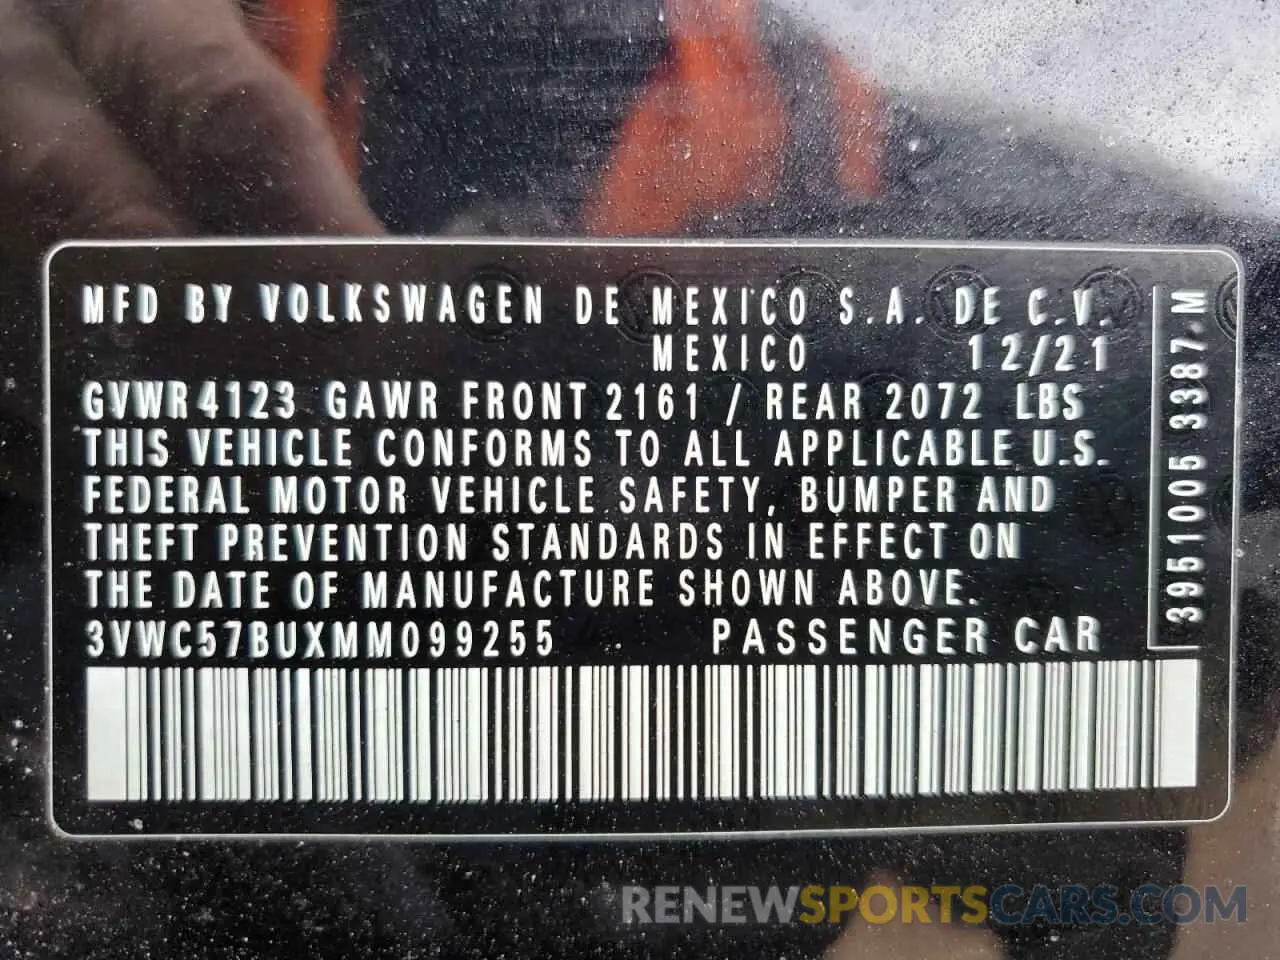 MFD BY VOLKSWAGEN DE MEXICO S.A. DE C.V.
MEXICO 12/21
GVWR 4123 GAWR FRONT 2161 / REAR 2072 LBS
THIS VEHICLE CONFORMS TO ALL APPLICABLE U.S.
FEDERAL MOTOR VEHICLE SAFETY, BUMPER AND
THEFT PREVENTION STANDARDS IN EFFECT ON
THE DATE OF MANUFACTURE SHOWN ABOVE.
3VWC57BUXMM099255 PASSENGER CAR
3951005 3387.M
RENEWSPORTSCARS.COM